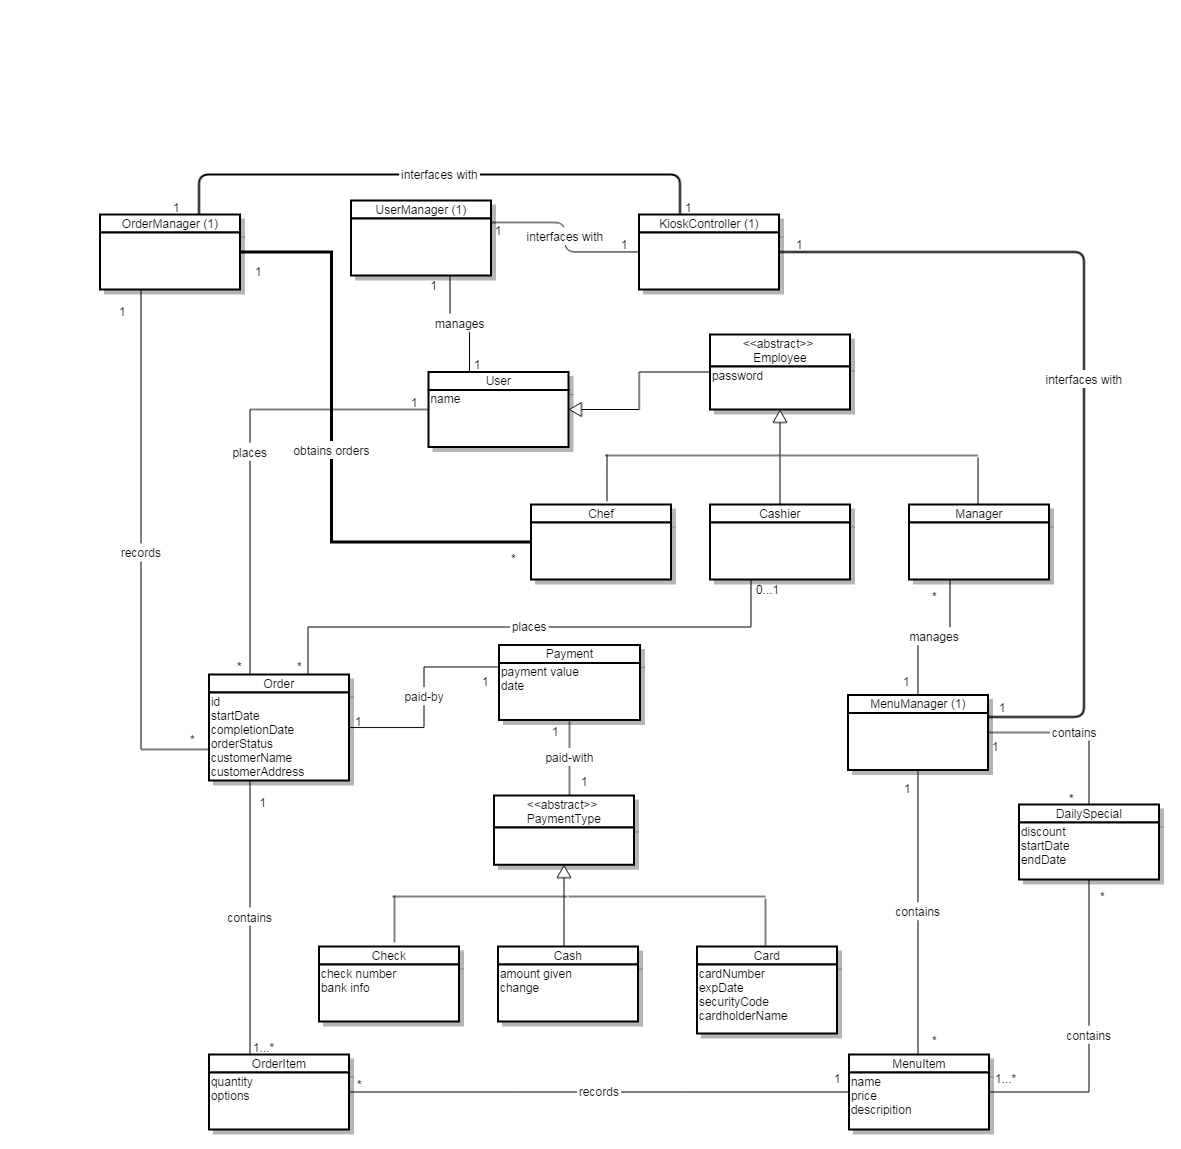 interfaces with
1
1
OrderManager (1)
UserManager (1)
KioskController (1)
1
interfaces with
1
1
1
1
1
manages
1
<<abstract>>
Employee
password
interfaces with
User
name
1
places
obtains orders
Chef
Cashier
Manager
records
*
0...1
*
places
manages
*
*
Payment
payment value
date
1
paid-by
1
Order
id
startDate
completionDate
orderStatus
customerName
customerAddress
1
*
1
MenuManager (1)
1
contains
1
1
paid-with
1
1
*
1
<<abstract>>
PaymentType
DailySpecial
discount
startDate
endDate
*
contains
contains
Check
check number
bank info
Cash
amount given
change
Card
cardNumber
expDate
securityCode
cardholderName
contains
1...*
*
OrderItem
quantity
options
*
records
1
MenuItem
name
price
descripition
1...*